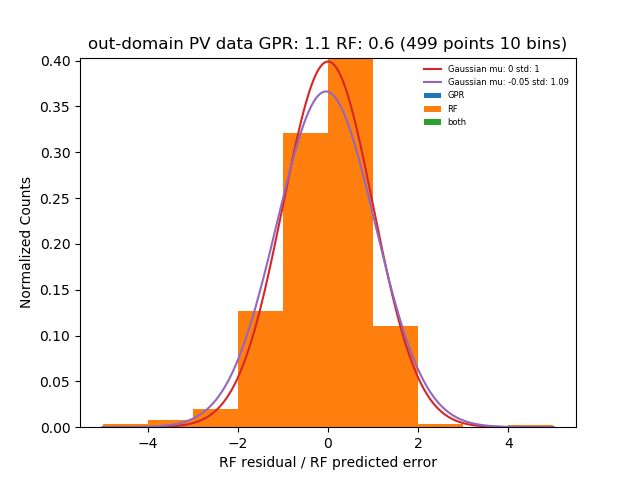 out-domain PV data GPR: 1.1 RF: 0.6 (499 points 10 bins)
Gaussian mu: 0 std: 1
Gaussian mu: -0.05 std: 1.09
GPR
RF
both
0.40
0.35
0.30
0.25
0.20
0.15
0.10
0.05
0.00
Normalized Counts
−4
−2
0
2
4
RF residual / RF predicted error